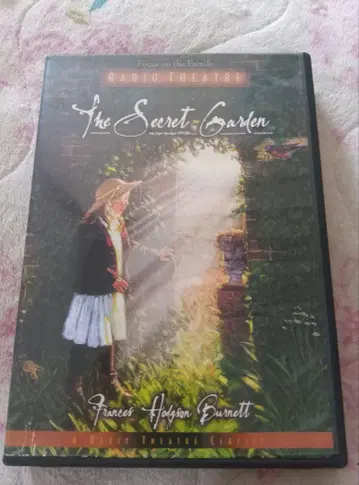 Focus on the Family
RADIO THEATRE
The Secret Garden
Frances Hodgson Burnett
A RADIO THEATRE CLASSIC